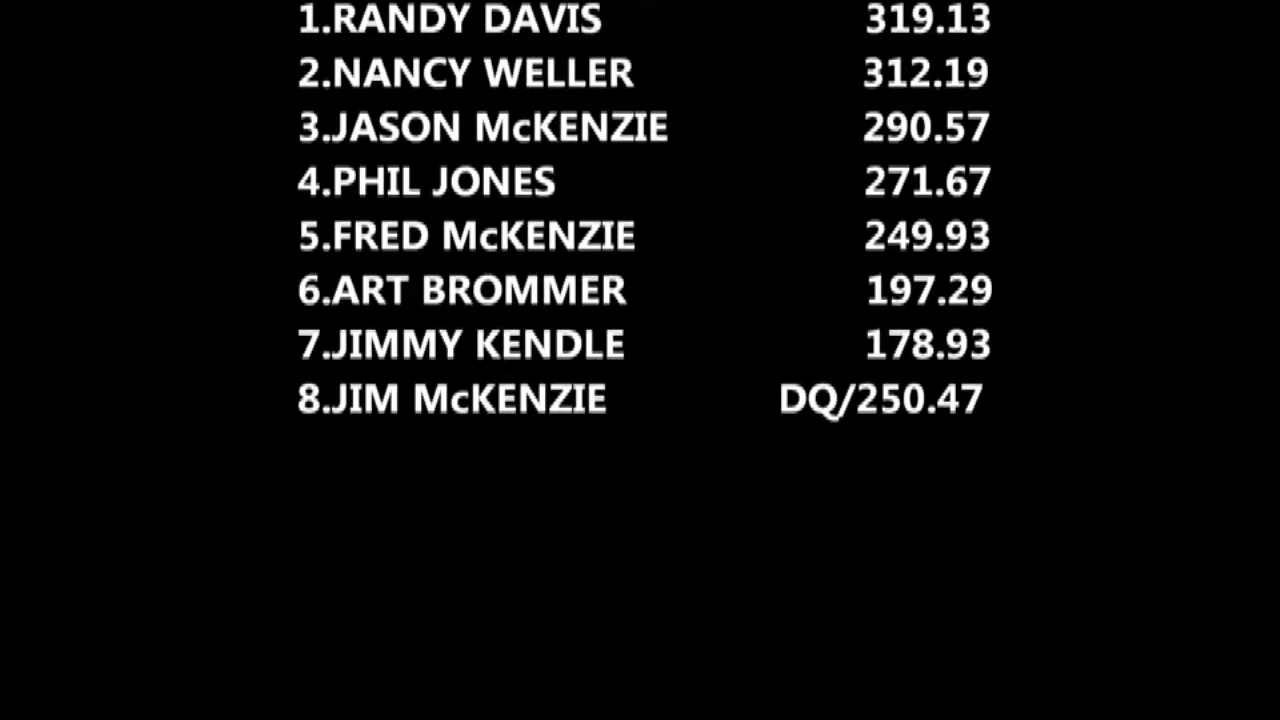 1.RANDY DAVIS 319.13
2.NANCY WELLER 312.19
3.JASON McKENZIE 290.57
4.PHIL JONES 271.67
5.FRED McKENZIE 249.93
6.ART BROMMER 197.29
7.JIMMY KENDLE 178.93
8.JIM McKENZIE DQ/250.47